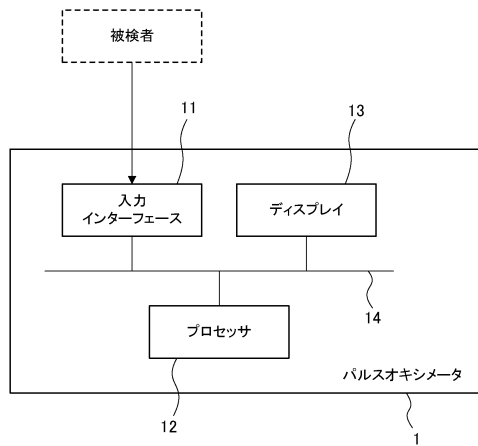 被検者
11
13
入力
インターフェース
ディスプレイ
14
プロセッサ
12
パルスオキシメータ
1